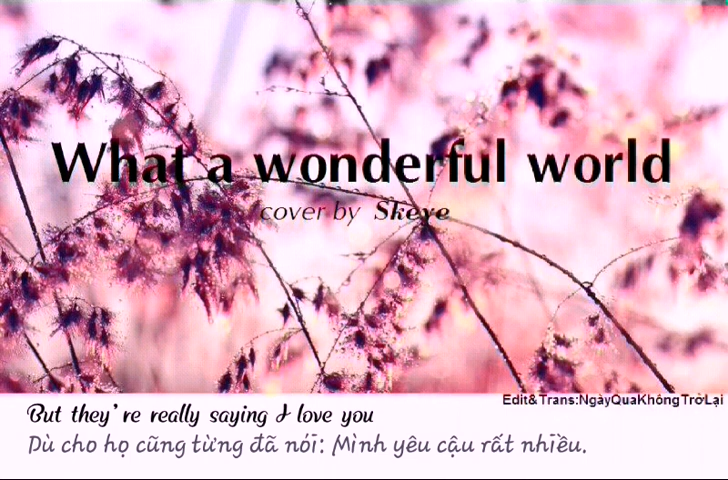 What a wonderful world
cover by Skeye
Edit&Trans:NgàyQuaKhôngTrởLại
But they're really saying I love you
Dù cho họ cũng từng đã nói: Mình yêu cậu rất nhiều.